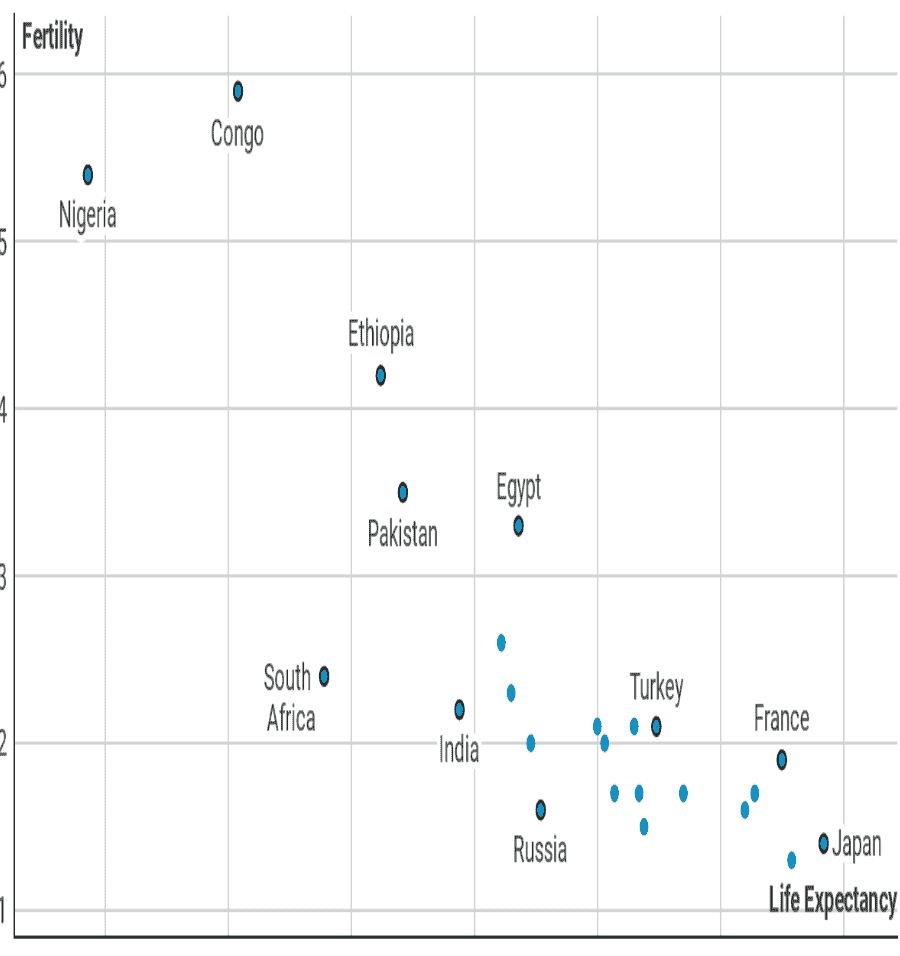 Fertility
6
Congo
Nigeria
5
Ethiopia
4
Egypt
Pakistan
3
South
Africa
Turkey
France
India
2
Russia
Japan
Life Expectancy
1